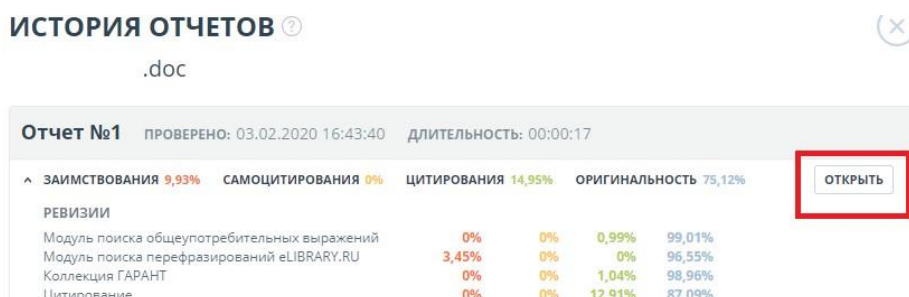 ИСТОРИЯ ОТЧЕТОВ ?
.doc
Отчет №1 ПРОВЕРЕНО: 03.02.2020 16:43:40 ДЛИТЕЛЬНОСТЬ: 00:00:17
ЗАИМСТВОВАНИЯ 9,93% САМОЦИТИРОВАНИЯ 0% ЦИТИРОВАНИЯ 14,95% ОРИГИНАЛЬНОСТЬ 75,12% ОТКРЫТЬ
РЕВИЗИИ
Модуль поиска общеупотребительных выражений 0% 0% 0,99% 99,01%
Модуль поиска перефразирований eLIBRARY.RU 3,45% 0% 0% 96,55%
Коллекция ГАРАНТ 0% 0% 1,04% 98,96%
Цитирование 0% 0% 12,91% 87,09%